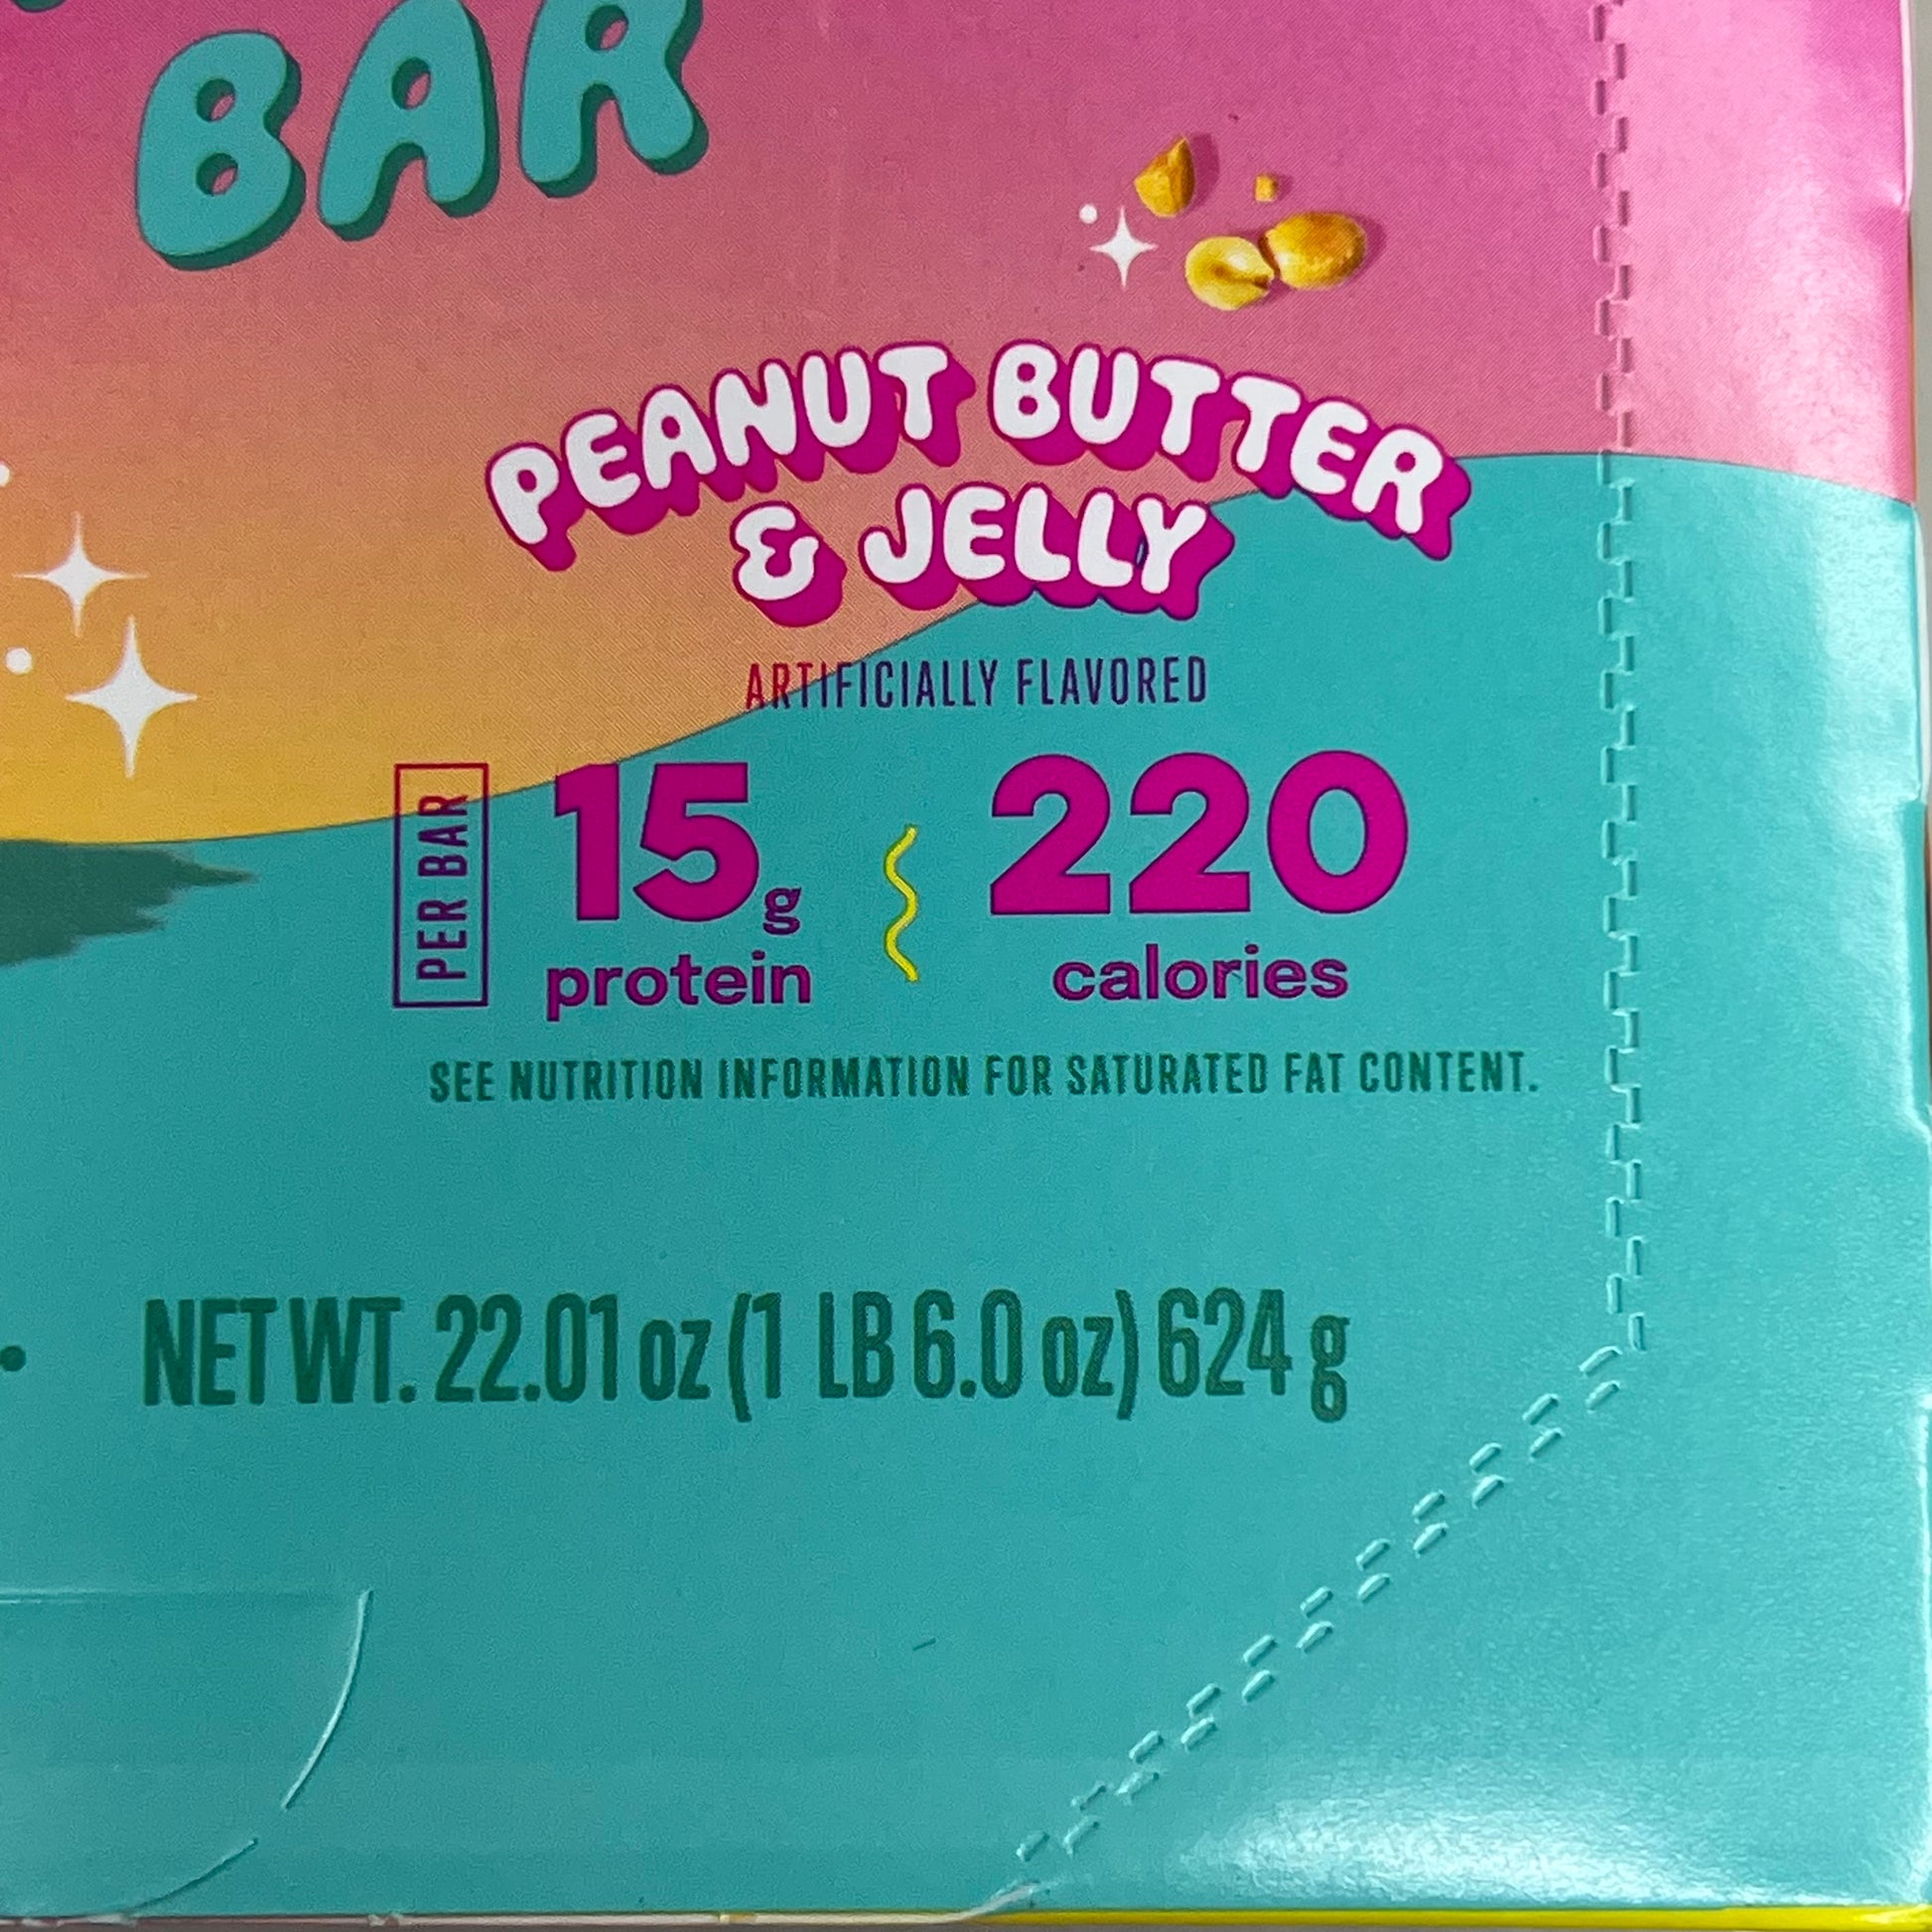 BAR
PEANUT BUTTER
& JELLY
ARTIFICIALLY FLAVORED
PER BAR
15g
protein
220
calories
SEE NUTRITION INFORMATION FOR SATURATED FAT CONTENT.
NET WT. 22.01 oz (1 LB 6.0 oz) 624 g